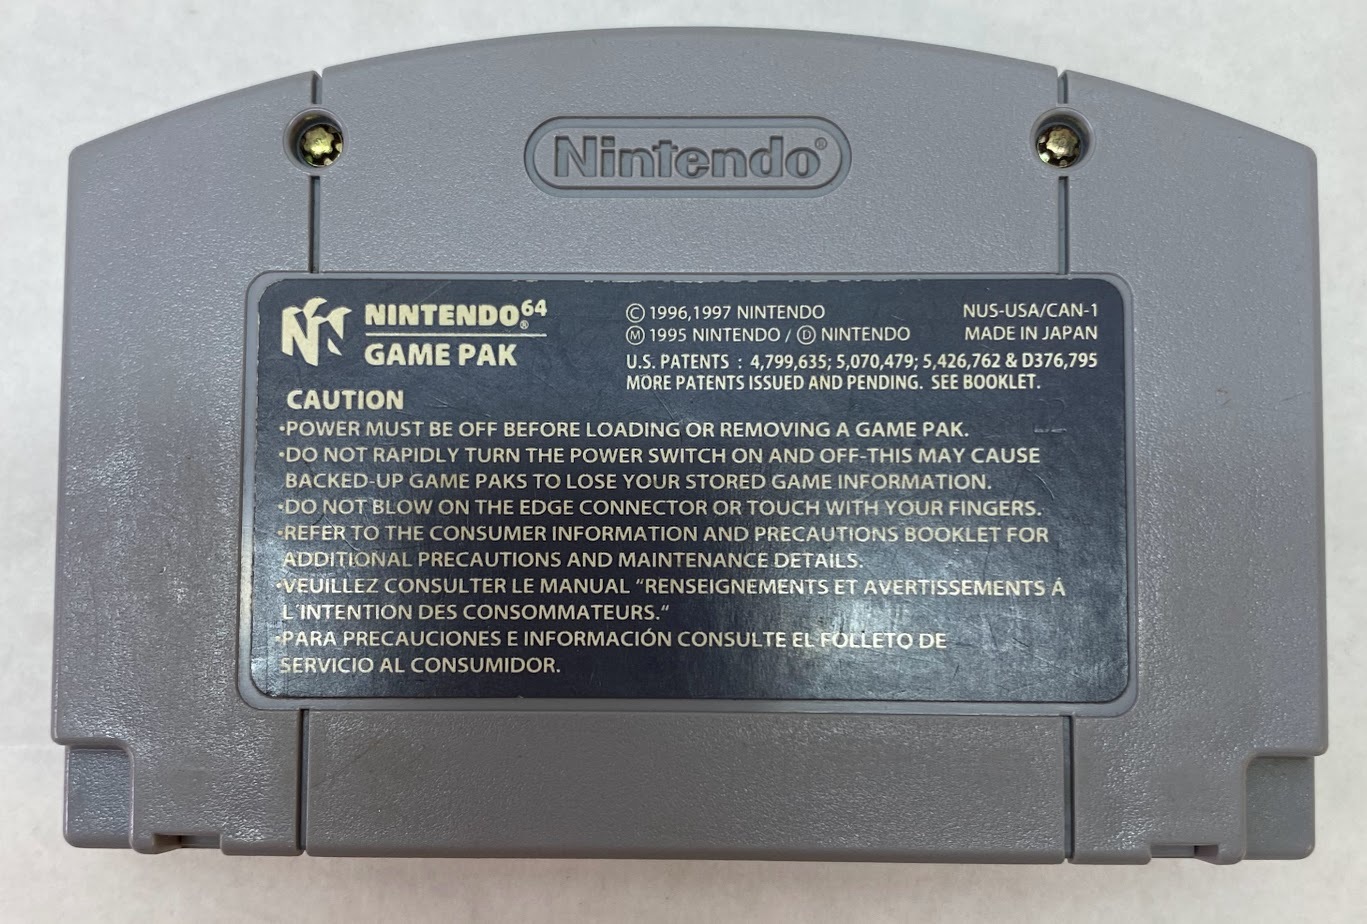 Nintendo®
NINTENDO64®
GAME PAK
© 1996,1997 NINTENDO
Ⓜ 1995 NINTENDO / Ⓓ NINTENDO
NUS-USA/CAN-1
MADE IN JAPAN
U.S. PATENTS : 4,799,635; 5,070,479; 5,426,762 & D376,795
MORE PATENTS ISSUED AND PENDING. SEE BOOKLET.
CAUTION
·POWER MUST BE OFF BEFORE LOADING OR REMOVING A GAME PAK.
·DO NOT RAPIDLY TURN THE POWER SWITCH ON AND OFF-THIS MAY CAUSE
BACKED-UP GAME PAKS TO LOSE YOUR STORED GAME INFORMATION.
·DO NOT BLOW ON THE EDGE CONNECTOR OR TOUCH WITH YOUR FINGERS.
·REFER TO THE CONSUMER INFORMATION AND PRECAUTIONS BOOKLET FOR
ADDITIONAL PRECAUTIONS AND MAINTENANCE DETAILS.
·VEUILLEZ CONSULTER LE MANUAL "RENSEIGNEMENTS ET AVERTISSEMENTS Á
L'INTENTION DES CONSOMMATEURS."
·PARA PRECAUCIONES E INFORMACIÓN CONSULTE EL FOLLETO DE
SERVICIO AL CONSUMIDOR.